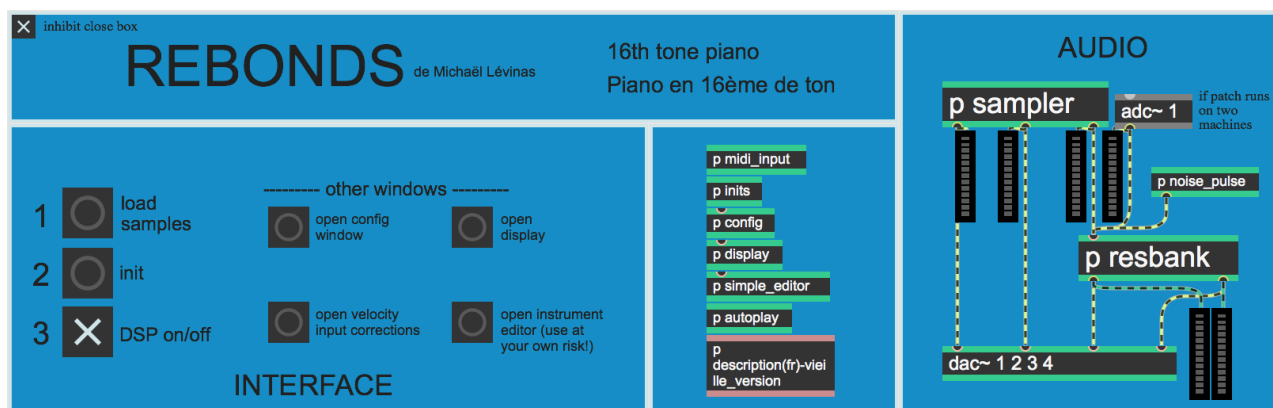 inhibit close box
REBONDS de Michaël Lévinas
16th tone piano
Piano en 16ème de ton
1
load
samples
2
init
3
DSP on/off
--------- other windows ---------
open config
window
open
display
open velocity
input corrections
open instrument
editor (use at
your own risk!)
INTERFACE
p midi_input
p inits
p config
p display
p simple_editor
p autoplay
p
description(fr)-viei
lle_version
AUDIO
p sampler
adc~ 1
if patch runs
on two
machines
p noise_pulse
p resbank
dac~ 1 2 3 4